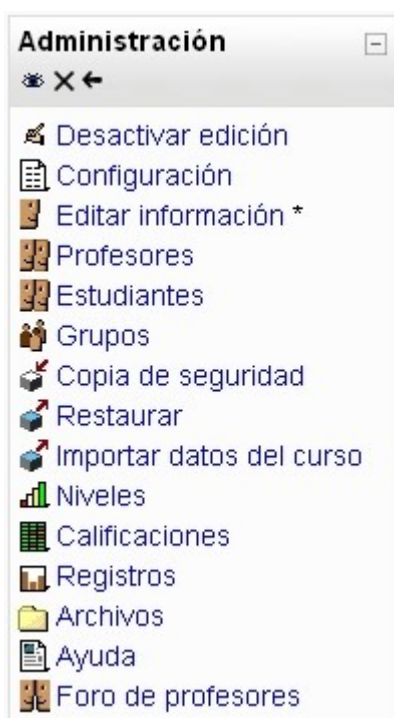 Administración
Desactivar edición
Configuración
Editar información *
Profesores
Estudiantes
Grupos
Copia de seguridad
Restaurar
Importar datos del curso
Niveles
Calificaciones
Registros
Archivos
Ayuda
Foro de profesores